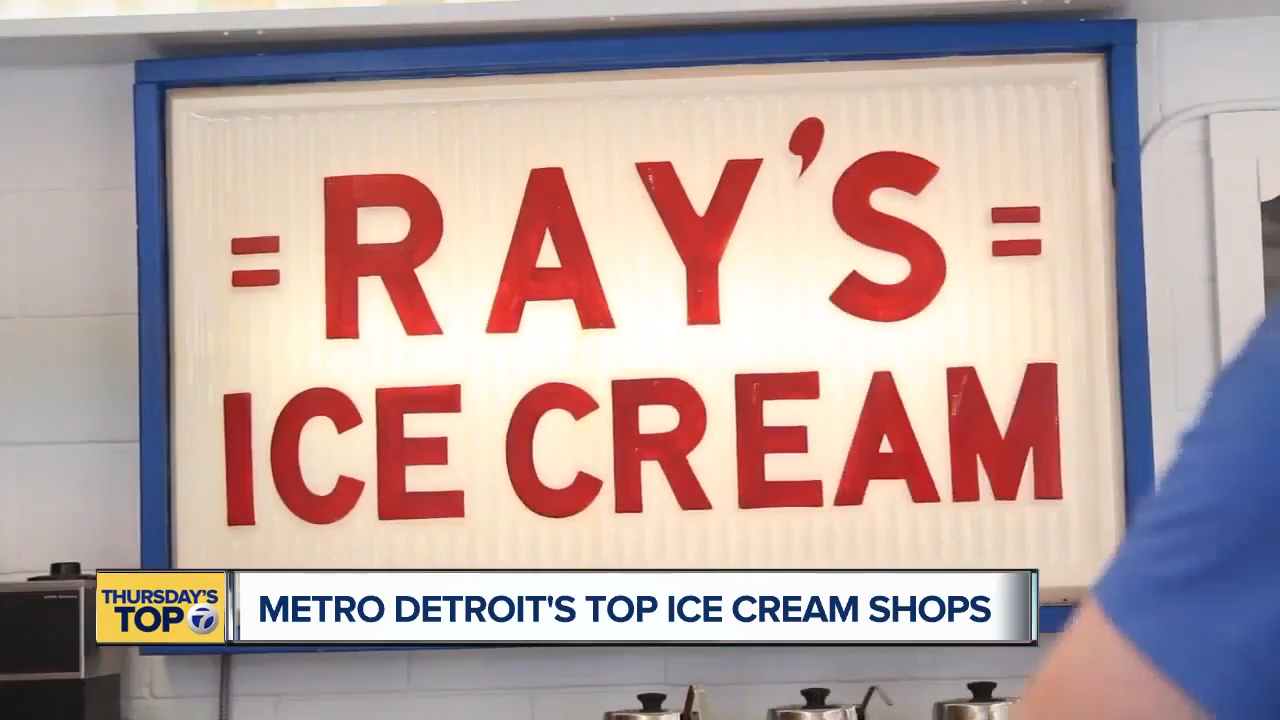 = RAY'S =
ICE CREAM
THURSDAY'S
TOP 7
METRO DETROIT'S TOP ICE CREAM SHOPS